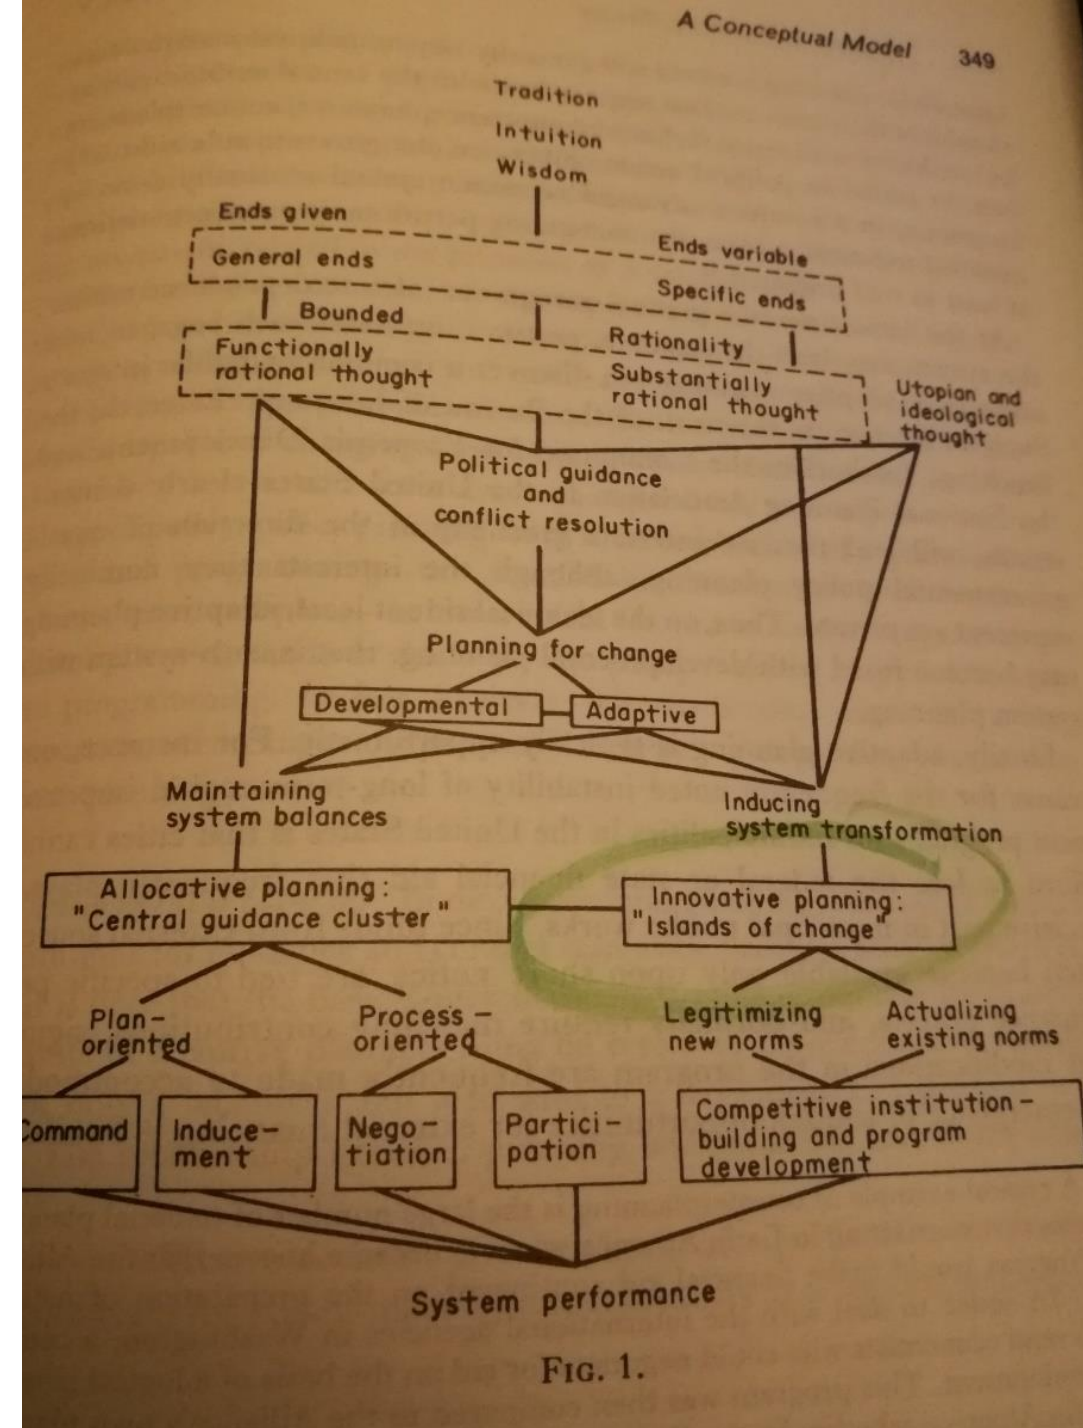 A Conceptual Model 349
Tradition
Intuition
Wisdom
Ends given
Ends variable
General ends
Specific ends
Bounded
Rationality
Functionally
rational thought
Substantially
rational thought
Utopian and
ideological
thought
Political guidance
and
conflict resolution
Planning for change
Developmental
Adaptive
Maintaining
system balances
Inducing
system transformation
Allocative planning:
"Central guidance cluster"
Innovative planning:
"Islands of change"
Plan-
oriented
Process-
oriented
Legitimizing
new norms
Actualizing
existing norms
Command
Induce-
ment
Nego-
tiation
Partici-
pation
Competitive institution-
building and program
development
System performance
FIG. 1.